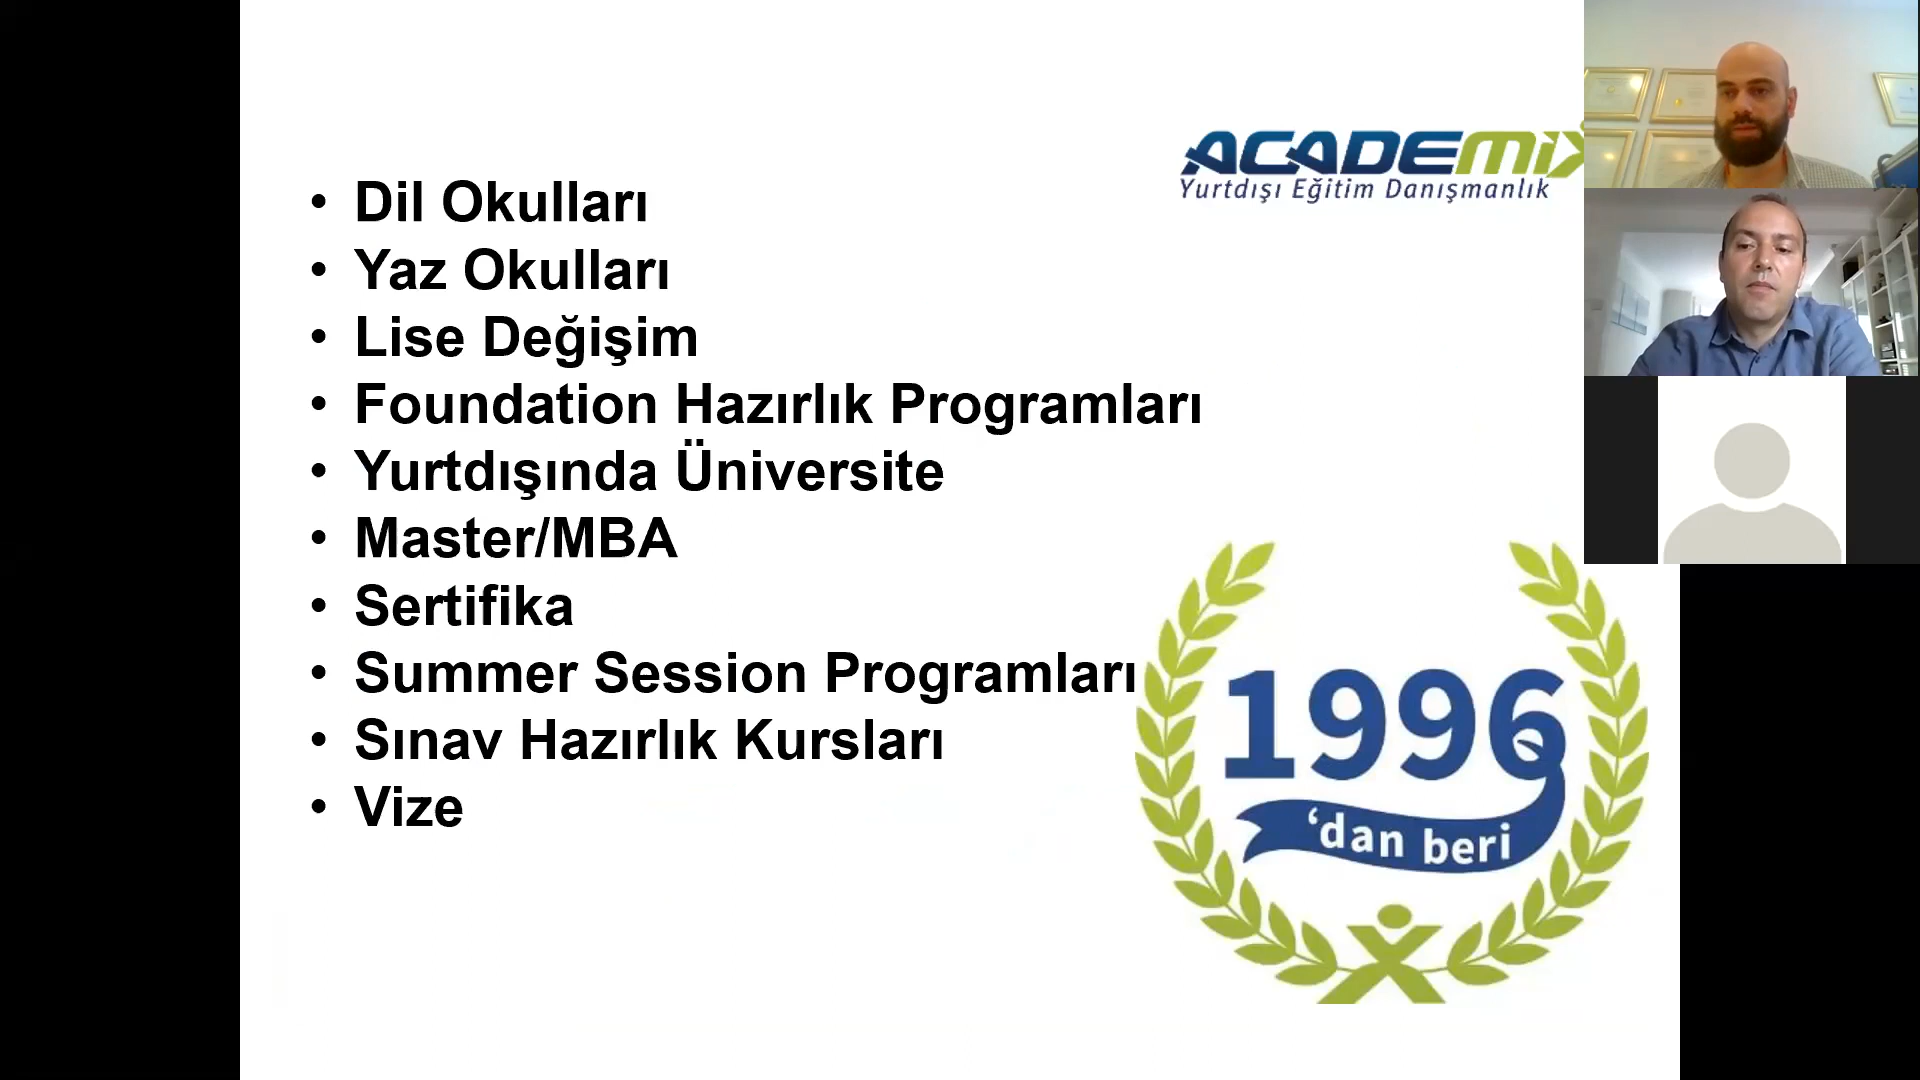 ACADEMIX
Yurtdışı Eğitim Danışmanlık
• Dil Okulları
• Yaz Okulları
• Lise Değişim
• Foundation Hazırlık Programları
• Yurtdışında Üniversite
• Master/MBA
• Sertifika
• Summer Session Programları
• Sınav Hazırlık Kursları
• Vize
1996
‘dan beri